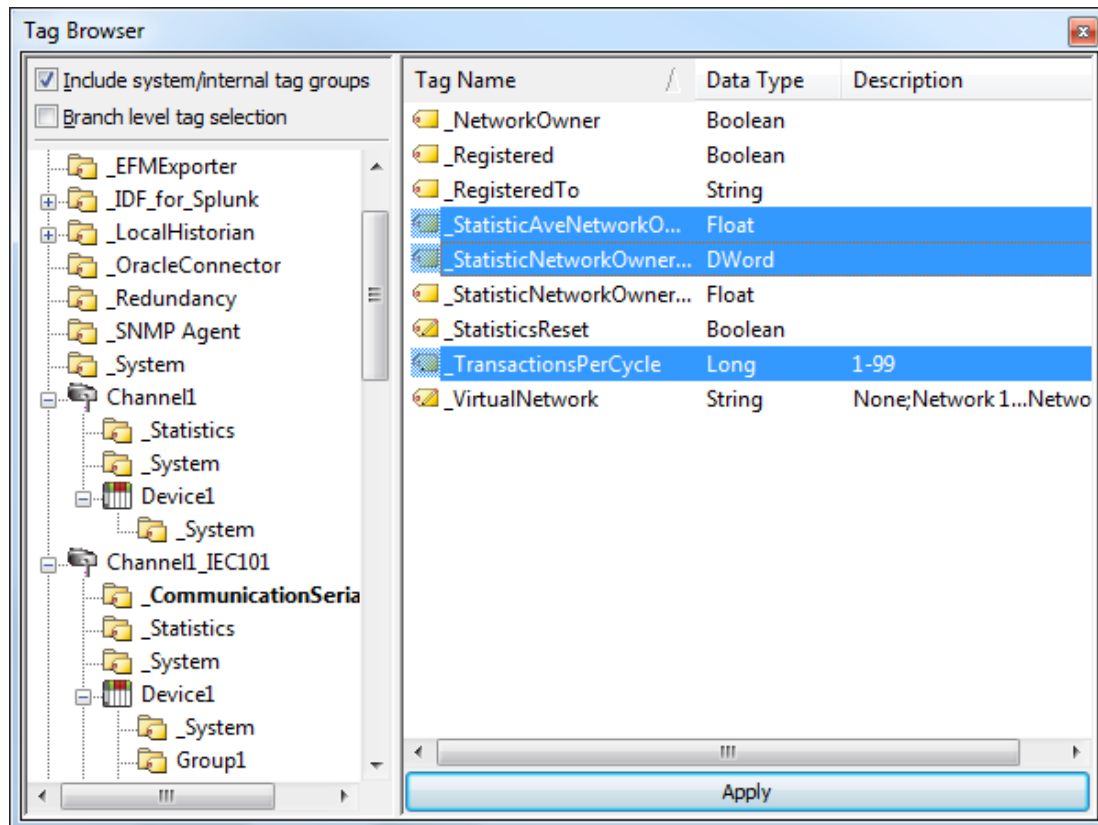 Tag Browser
Include system/internal tag groups
Branch level tag selection
_EFMExporter
_IDF_for_Splunk
_LocalHistorian
_OracleConnector
_Redundancy
_SNMP Agent
_System
Channel1
_Statistics
_System
Device1
_System
Channel1_IEC101
_CommunicationSeria
_Statistics
_System
Device1
_System
Group1
Tag Name Data Type Description
_NetworkOwner Boolean
_Registered Boolean
_RegisteredTo String
_StatisticAveNetworkO... Float
_StatisticNetworkOwner... DWord
_StatisticNetworkOwner... Float
_StatisticsReset Boolean
_TransactionsPerCycle Long 1-99
_VirtualNetwork String None;Network 1...Netwo
Apply